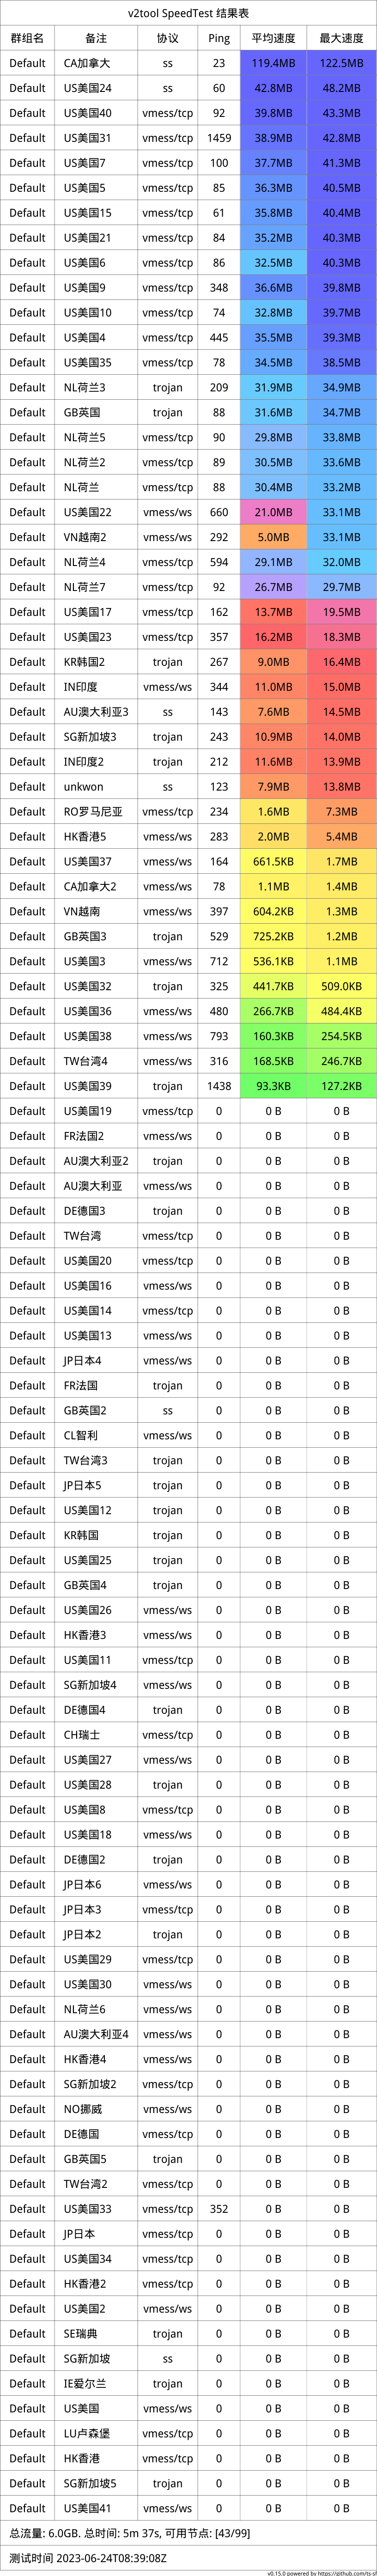 v2tool SpeedTest 结果表
群组名 备注 协议 Ping 平均速度 最大速度
Default CA加拿大 ss 23 119.4MB 122.5MB
Default US美国24 ss 60 42.8MB 48.2MB
Default US美国40 vmess/tcp 92 39.8MB 43.3MB
Default US美国31 vmess/tcp 1459 38.9MB 42.8MB
Default US美国7 vmess/tcp 100 37.7MB 41.3MB
Default US美国5 vmess/tcp 85 36.3MB 40.5MB
Default US美国15 vmess/tcp 61 35.8MB 40.4MB
Default US美国21 vmess/tcp 84 35.2MB 40.3MB
Default US美国6 vmess/tcp 86 32.5MB 40.3MB
Default US美国9 vmess/tcp 348 36.6MB 39.8MB
Default US美国10 vmess/tcp 74 32.8MB 39.7MB
Default US美国4 vmess/tcp 445 35.5MB 39.3MB
Default US美国35 vmess/tcp 78 34.5MB 38.5MB
Default NL荷兰3 trojan 209 31.9MB 34.9MB
Default GB英国 trojan 88 31.6MB 34.7MB
Default NL荷兰5 vmess/tcp 90 29.8MB 33.8MB
Default NL荷兰2 vmess/tcp 89 30.5MB 33.6MB
Default NL荷兰 vmess/tcp 88 30.4MB 33.2MB
Default US美国22 vmess/ws 660 21.0MB 33.1MB
Default VN越南2 vmess/ws 292 5.0MB 33.1MB
Default NL荷兰4 vmess/tcp 594 29.1MB 32.0MB
Default NL荷兰7 vmess/tcp 92 26.7MB 29.7MB
Default US美国17 vmess/tcp 162 13.7MB 19.5MB
Default US美国23 vmess/tcp 357 16.2MB 18.3MB
Default KR韩国2 trojan 267 9.0MB 16.4MB
Default IN印度 vmess/ws 344 11.0MB 15.0MB
Default AU澳大利亚3 ss 143 7.6MB 14.5MB
Default SG新加坡3 trojan 243 10.9MB 14.0MB
Default IN印度2 trojan 212 11.6MB 13.9MB
Default unkwon ss 123 7.9MB 13.8MB
Default RO罗马尼亚 vmess/tcp 234 1.6MB 7.3MB
Default HK香港5 vmess/ws 283 2.0MB 5.4MB
Default US美国37 vmess/ws 164 661.5KB 1.7MB
Default CA加拿大2 vmess/ws 78 1.1MB 1.4MB
Default VN越南 vmess/ws 397 604.2KB 1.3MB
Default GB英国3 trojan 529 725.2KB 1.2MB
Default US美国3 vmess/ws 712 536.1KB 1.1MB
Default US美国32 trojan 325 441.7KB 509.0KB
Default US美国36 vmess/ws 480 266.7KB 484.4KB
Default US美国38 vmess/ws 793 160.3KB 254.5KB
Default TW台湾4 vmess/ws 316 168.5KB 246.7KB
Default US美国39 trojan 1438 93.3KB 127.2KB
Default US美国19 vmess/tcp 0 0 B 0 B
Default FR法国2 vmess/ws 0 0 B 0 B
Default AU澳大利亚2 trojan 0 0 B 0 B
Default AU澳大利亚 vmess/ws 0 0 B 0 B
Default DE德国3 trojan 0 0 B 0 B
Default TW台湾 vmess/tcp 0 0 B 0 B
Default US美国20 vmess/tcp 0 0 B 0 B
Default US美国16 vmess/ws 0 0 B 0 B
Default US美国14 vmess/tcp 0 0 B 0 B
Default US美国13 vmess/ws 0 0 B 0 B
Default JP日本4 vmess/ws 0 0 B 0 B
Default FR法国 trojan 0 0 B 0 B
Default GB英国2 ss 0 0 B 0 B
Default CL智利 vmess/ws 0 0 B 0 B
Default TW台湾3 trojan 0 0 B 0 B
Default JP日本5 trojan 0 0 B 0 B
Default US美国12 trojan 0 0 B 0 B
Default KR韩国 trojan 0 0 B 0 B
Default US美国25 trojan 0 0 B 0 B
Default GB英国4 trojan 0 0 B 0 B
Default US美国26 vmess/ws 0 0 B 0 B
Default HK香港3 vmess/ws 0 0 B 0 B
Default US美国11 vmess/tcp 0 0 B 0 B
Default SG新加坡4 vmess/ws 0 0 B 0 B
Default DE德国4 trojan 0 0 B 0 B
Default CH瑞士 vmess/tcp 0 0 B 0 B
Default US美国27 vmess/ws 0 0 B 0 B
Default US美国28 trojan 0 0 B 0 B
Default US美国8 vmess/tcp 0 0 B 0 B
Default US美国18 vmess/ws 0 0 B 0 B
Default DE德国2 trojan 0 0 B 0 B
Default JP日本6 vmess/ws 0 0 B 0 B
Default JP日本3 vmess/tcp 0 0 B 0 B
Default JP日本2 trojan 0 0 B 0 B
Default US美国29 vmess/tcp 0 0 B 0 B
Default US美国30 vmess/ws 0 0 B 0 B
Default NL荷兰6 vmess/ws 0 0 B 0 B
Default AU澳大利亚4 vmess/ws 0 0 B 0 B
Default HK香港4 vmess/ws 0 0 B 0 B
Default SG新加坡2 vmess/tcp 0 0 B 0 B
Default NO挪威 vmess/ws 0 0 B 0 B
Default DE德国 vmess/tcp 0 0 B 0 B
Default GB英国5 trojan 0 0 B 0 B
Default TW台湾2 vmess/tcp 0 0 B 0 B
Default US美国33 vmess/tcp 352 0 B 0 B
Default JP日本 vmess/tcp 0 0 B 0 B
Default US美国34 vmess/tcp 0 0 B 0 B
Default HK香港2 vmess/tcp 0 0 B 0 B
Default US美国2 vmess/ws 0 0 B 0 B
Default SE瑞典 trojan 0 0 B 0 B
Default SG新加坡 ss 0 0 B 0 B
Default IE爱尔兰 trojan 0 0 B 0 B
Default US美国 vmess/ws 0 0 B 0 B
Default LU卢森堡 vmess/tcp 0 0 B 0 B
Default HK香港 vmess/tcp 0 0 B 0 B
Default SG新加坡5 trojan 0 0 B 0 B
Default US美国41 vmess/ws 0 0 B 0 B
总流量: 6.0GB. 总时间: 5m 37s, 可用节点: [43/99]
测试时间 2023-06-24T08:39:08Z
v0.15.0 powered by https://github.com/ts-sf